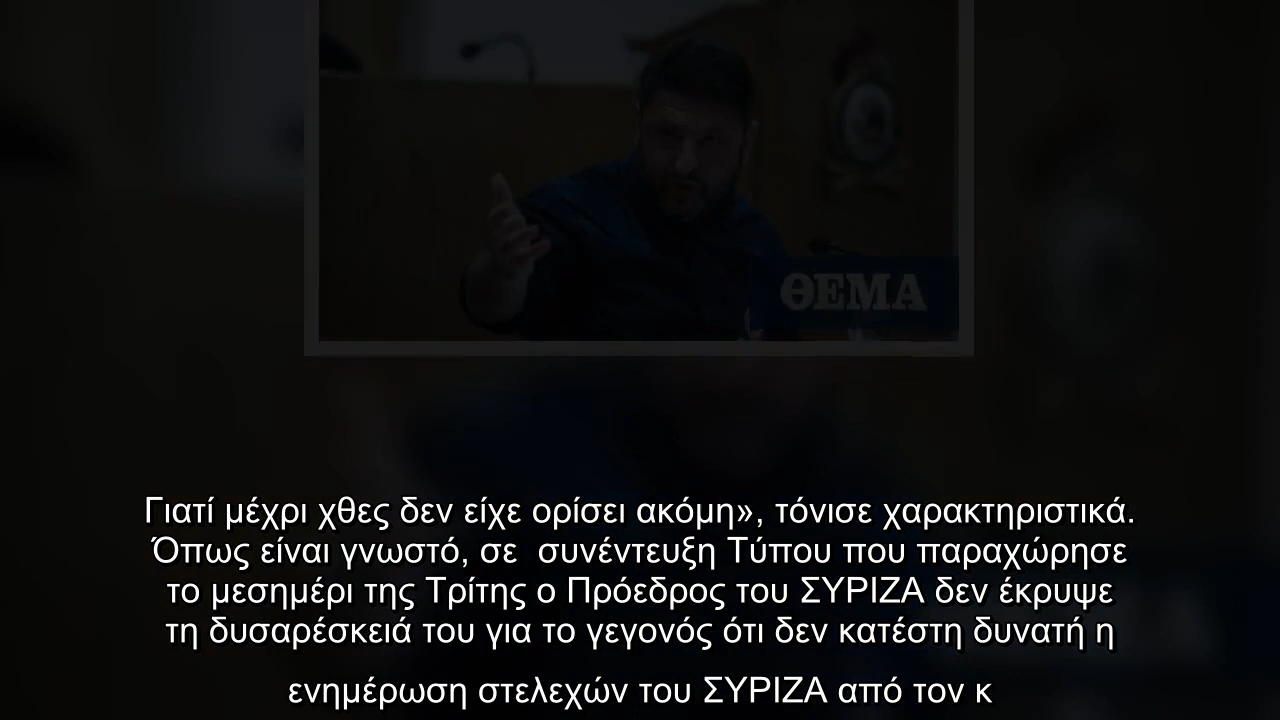 ΘΕΜΑ
Γιατί μέχρι χθες δεν είχε ορίσει ακόμη», τόνισε χαρακτηριστικά.
Όπως είναι γνωστό, σε  συνέντευξη Τύπου που παραχώρησε
το μεσημέρι της Τρίτης ο Πρόεδρος του ΣΥΡΙΖΑ δεν έκρυψε
τη δυσαρέσκειά του για το γεγονός ότι δεν κατέστη δυνατή η
ενημέρωση στελεχών του ΣΥΡΙΖΑ από τον κ